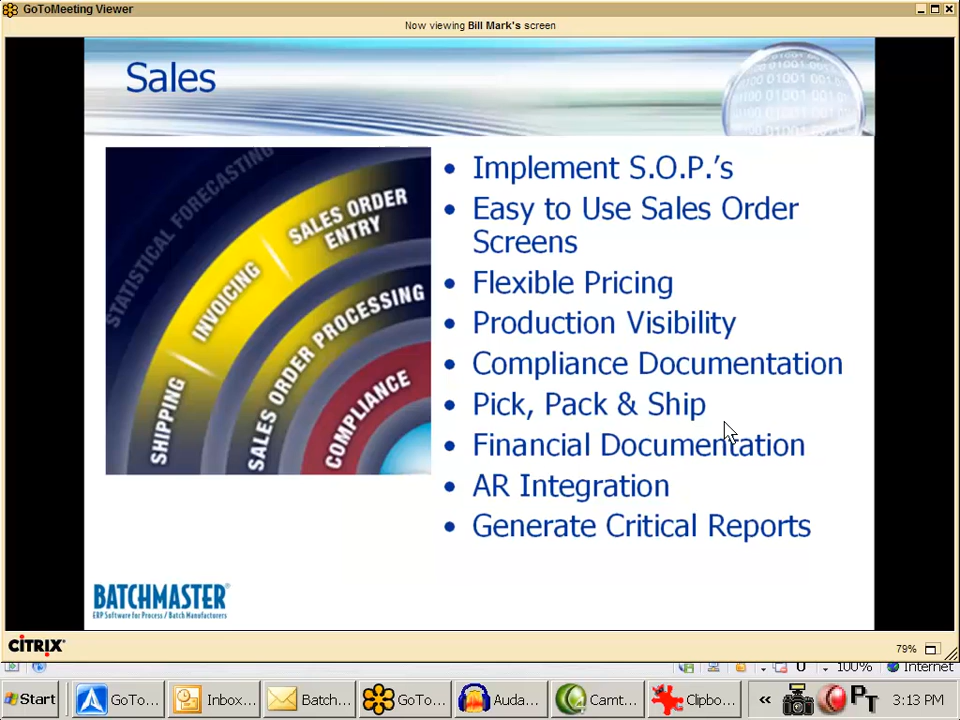 GoToMeeting Viewer
Now viewing Bill Mark's screen
Sales
01001 001
STATISTICAL FORECASTING
SALES ORDER
ENTRY
INVOICING
SHIPPING
SALES ORDER PROCESSING
COMPLIANCE
• Implement S.O.P.'s
• Easy to Use Sales Order
Screens
• Flexible Pricing
• Production Visibility
• Compliance Documentation
• Pick, Pack & Ship
• Financial Documentation
• AR Integration
• Generate Critical Reports
BATCHMASTER®
ERP Software for Process / Batch Manufacturers
CITRIX®
79%
U 100% Internet
Start GoTo... Inbox... Batch... GoTo... Auda... Camt... Clipbo... « PT 3:13 PM